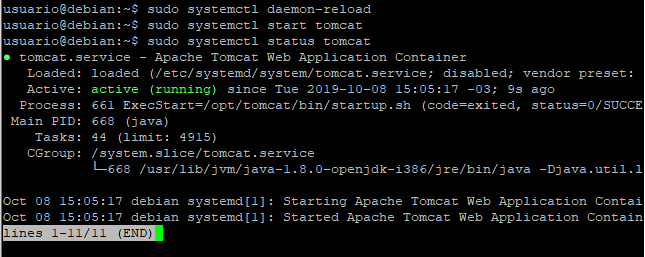 usuario@debian:~$ sudo systemctl daemon-reload
usuario@debian:~$ sudo systemctl start tomcat
usuario@debian:~$ sudo systemctl status tomcat
● tomcat.service - Apache Tomcat Web Application Container
   Loaded: loaded (/etc/systemd/system/tomcat.service; disabled; vendor preset:
   Active: active (running) since Tue 2019-10-08 15:05:17 -03; 9s ago
  Process: 661 ExecStart=/opt/tomcat/bin/startup.sh (code=exited, status=0/SUCCE
 Main PID: 668 (java)
    Tasks: 44 (limit: 4915)
   CGroup: /system.slice/tomcat.service
           └─668 /usr/lib/jvm/java-1.8.0-openjdk-i386/jre/bin/java -Djava.util.l

Oct 08 15:05:17 debian systemd[1]: Starting Apache Tomcat Web Application Contai
Oct 08 15:05:17 debian systemd[1]: Started Apache Tomcat Web Application Contain
lines 1-11/11 (END)